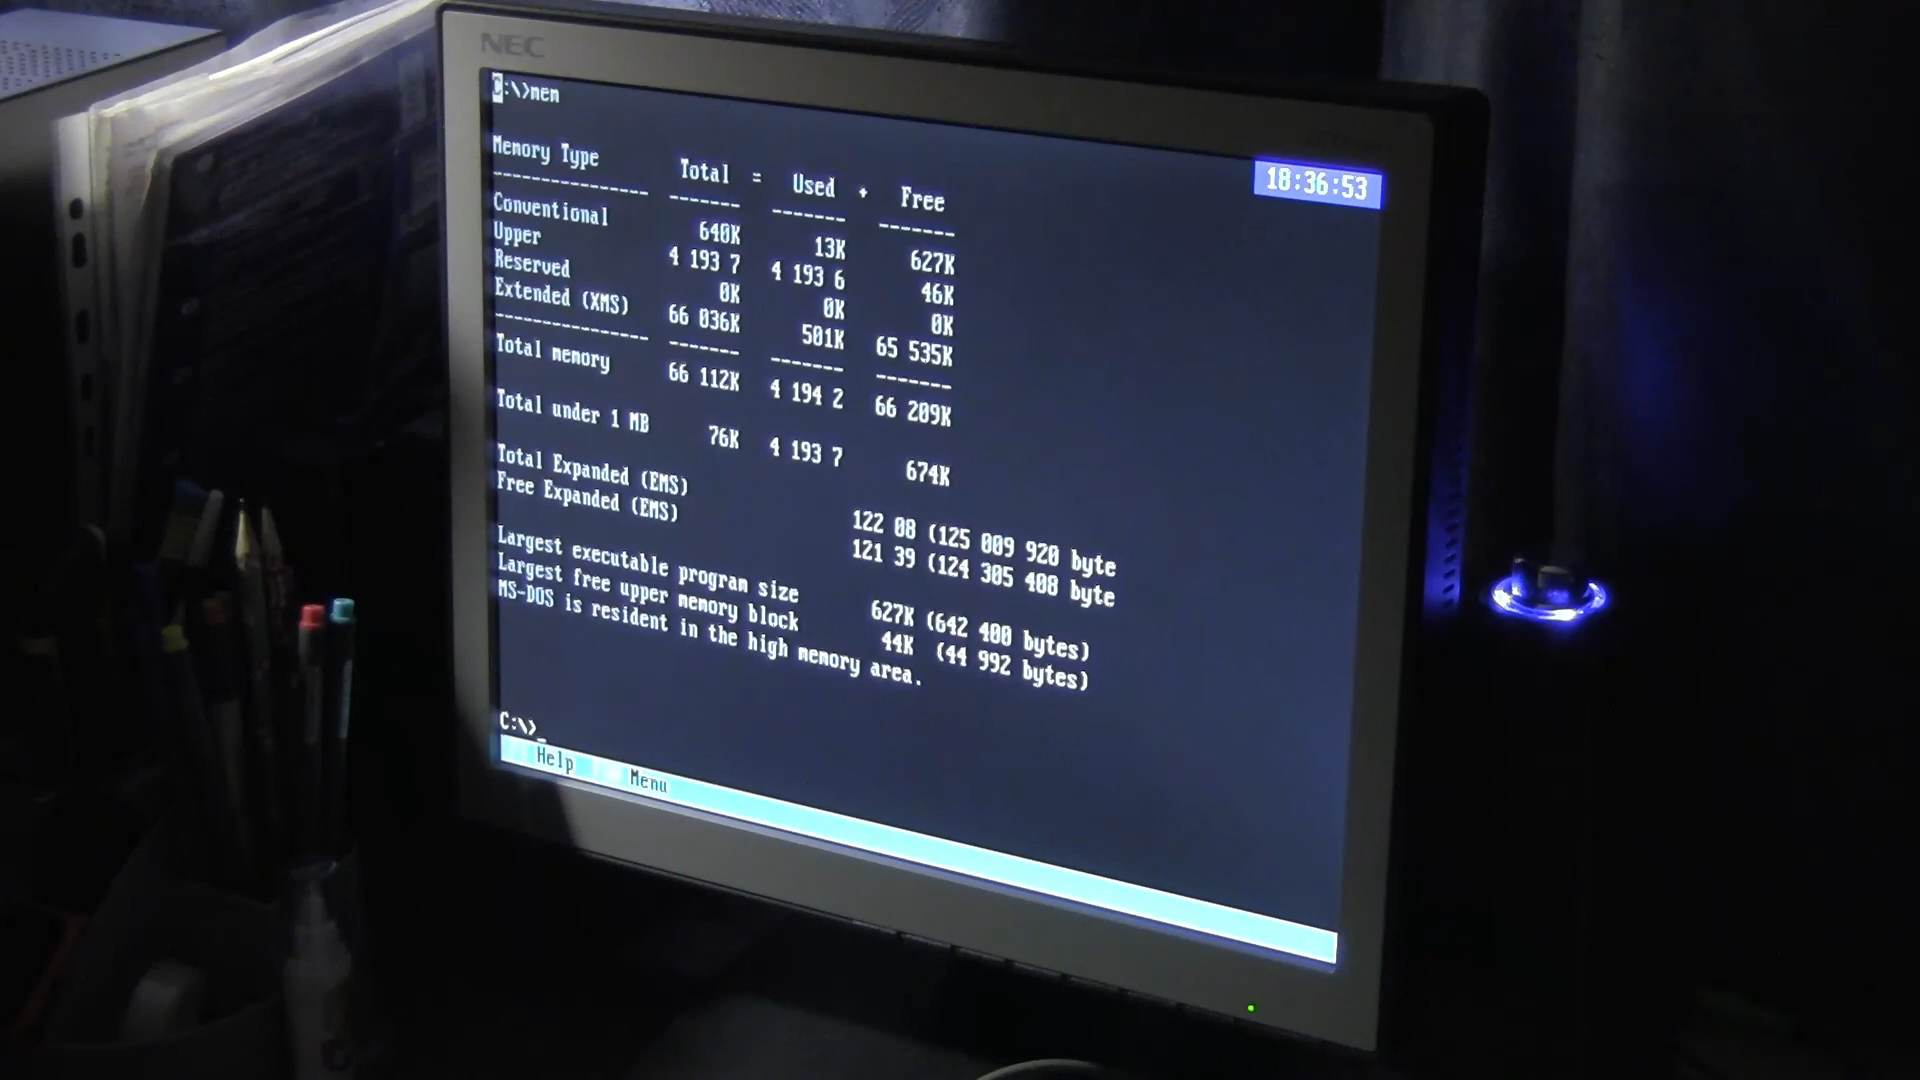 NEC
C:\>mem
18:36:53
Memory Type Total = Used + Free
---------------- ------- ------- -------
Conventional 640K 13K 627K
Upper 4 193 7 4 193 6 46K
Reserved 0K 0K 0K
Extended (XMS) 66 036K 501K 65 535K
---------------- ------- ------- -------
Total memory 66 112K 4 194 2 66 209K
Total under 1 MB 76K 4 193 7 674K
Total Expanded (EMS) 122 08 (125 009 920 byte
Free Expanded (EMS) 121 39 (124 305 408 byte
Largest executable program size 627K (642 400 bytes)
Largest free upper memory block 44K (44 992 bytes)
MS-DOS is resident in the high memory area.
C:\>_
Help Menu